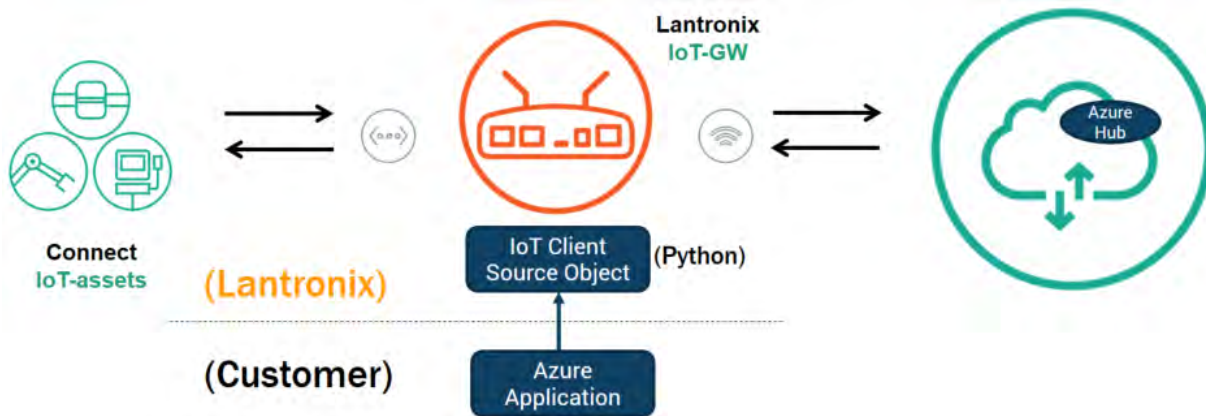 Lantronix
IoT-GW
Azure
Hub
Connect
IoT-assets
IoT Client
Source Object
(Python)
(Lantronix)
(Customer)
Azure
Application